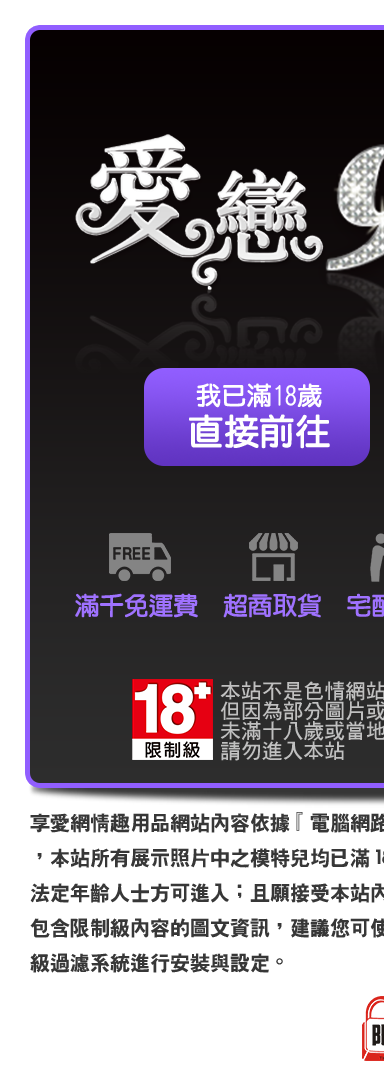 愛戀9
我已滿18歲
直接前往
FREE
滿千免運費
超商取貨
宅配
18+
限制級
本站不是色情網站
但因為部分圖片或
未滿十八歲或當地
請勿進入本站
享愛網情趣用品網站內容依據『電腦網路
，本站所有展示照片中之模特兒均已滿 18
法定年齡人士方可進入；且願接受本站內
包含限制級內容的圖文資訊，建議您可使
級過濾系統進行安裝與設定。